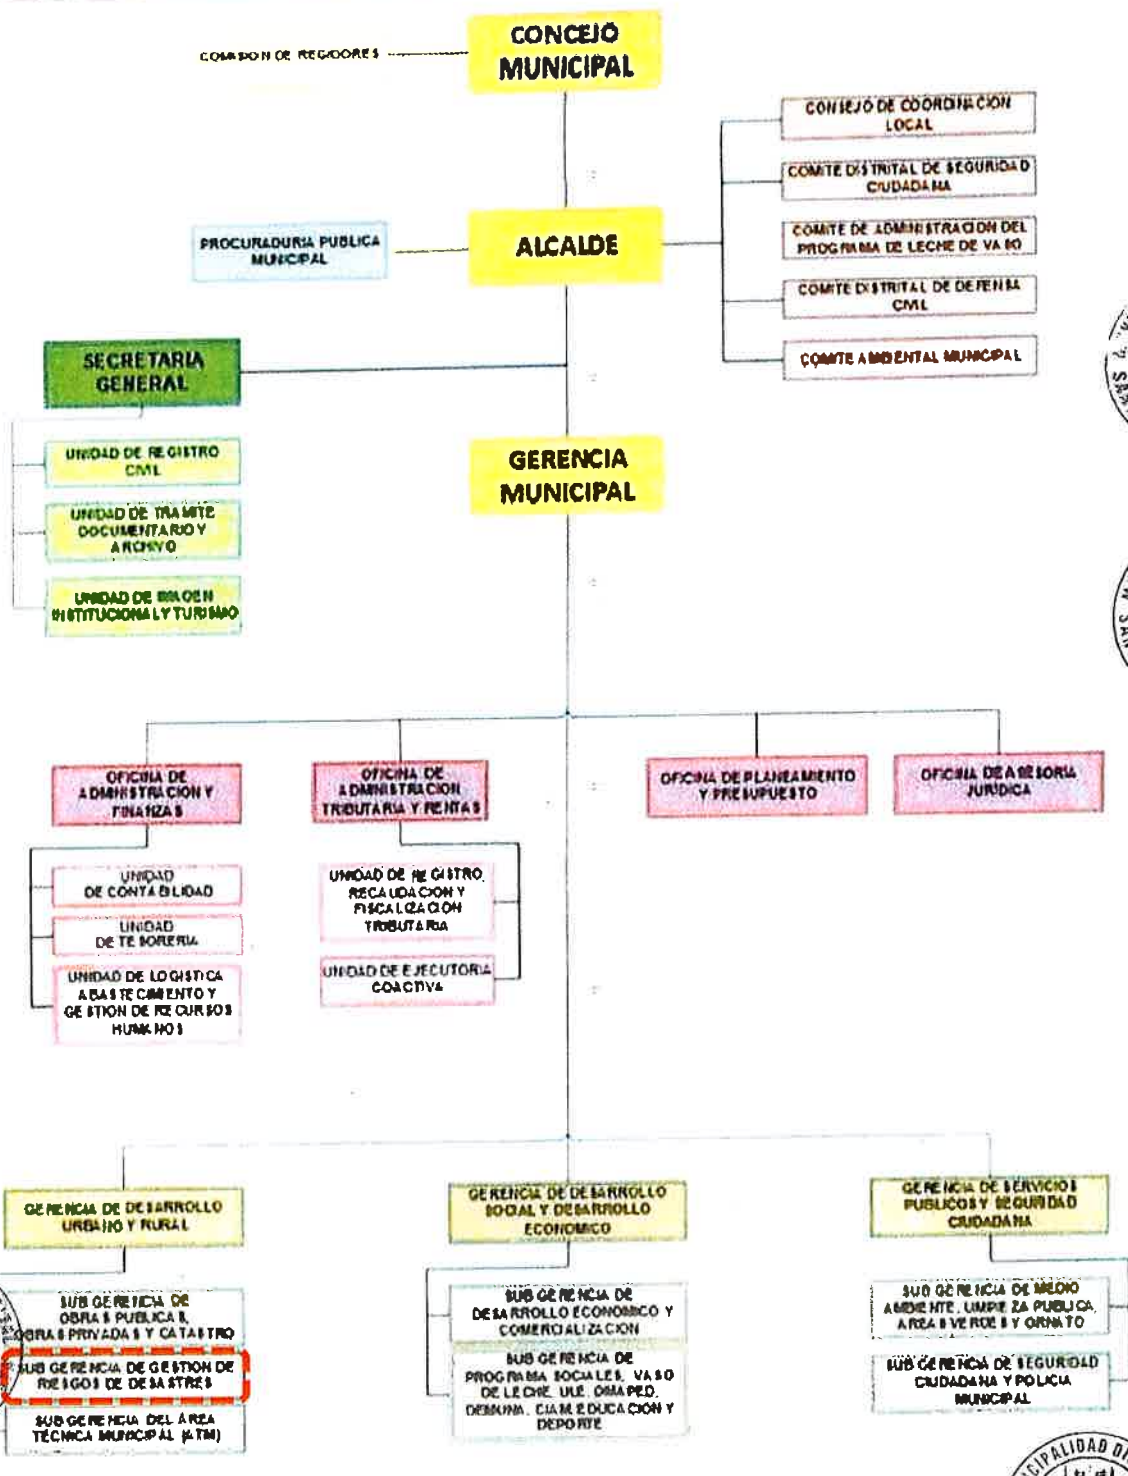 CONCEJO
MUNICIPAL
COMISION DE REGIDORES
CONSEJO DE COORDINACION
LOCAL
COMITE DISTRITAL DE SEGURIDAD
CIUDADANA
COMITE DE ADMINISTRACION DEL
PROGRAMA DE LECHE DE VASO
COMITE DISTRITAL DE DEFENSA
CIVIL
COMITE AMBIENTAL MUNICIPAL
PROCURADURIA PUBLICA
MUNICIPAL
ALCALDE
SECRETARIA
GENERAL
UNIDAD DE REGISTRO
CIVIL
UNIDAD DE TRAMITE
DOCUMENTARIO Y
ARCHIVO
UNIDAD DE IMAGEN
INSTITUCIONAL Y TURISMO
GERENCIA
MUNICIPAL
OFICINA DE
ADMINISTRACION Y
FINANZAS
UNIDAD
DE CONTABILIDAD
UNIDAD
DE TESORERIA
UNIDAD DE LOGISTICA
ABASTECIMIENTO Y
GESTION DE RECURSOS
HUMANOS
OFICINA DE
ADMINISTRACION
TRIBUTARIA Y RENTAS
UNIDAD DE REGISTRO,
RECAUDACION Y
FISCALIZACION
TRIBUTARIA
UNIDAD DE EJECUTORIA
COACTIVA
OFICINA DE PLANEAMIENTO
Y PRESUPUESTO
OFICINA DE ASESORIA
JURIDICA
GERENCIA DE DESARROLLO
URBANO Y RURAL
SUB GERENCIA DE
OBRAS PUBLICAS,
OBRAS PRIVADAS Y CATASTRO
SUB GERENCIA DE GESTION DE
RIESGOS DE DESASTRES
SUB GERENCIA DEL ÁREA
TÉCNICA MUNICIPAL (ATM)
GERENCIA DE DESARROLLO
SOCIAL Y DESARROLLO
ECONOMICO
SUB GERENCIA DE
DESARROLLO ECONOMICO Y
COMERCIALIZACION
SUB GERENCIA DE
PROGRAMA SOCIALES, VASO
DE LECHE, ULE, OMAPED,
DEMUNA, CIAM EDUCACIÓN Y
DEPORTE
GERENCIA DE SERVICIOS
PUBLICOS Y SEGURIDAD
CIUDADANA
SUB GERENCIA DE MEDIO
AMBIENTE, LIMPIEZA PUBLICA,
AREAS VERDES Y ORNATO
SUB GERENCIA DE SEGURIDAD
CIUDADANA Y POLICIA
MUNICIPAL